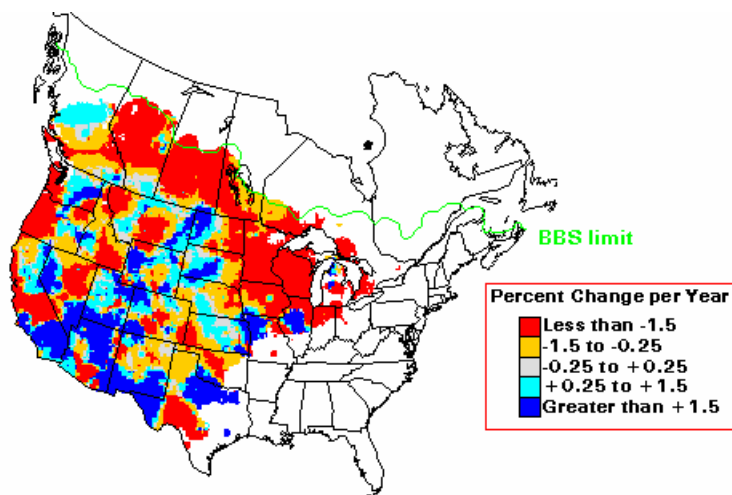 BBS limit
Percent Change per Year
Less than -1.5
-1.5 to -0.25
-0.25 to +0.25
+0.25 to +1.5
Greater than +1.5